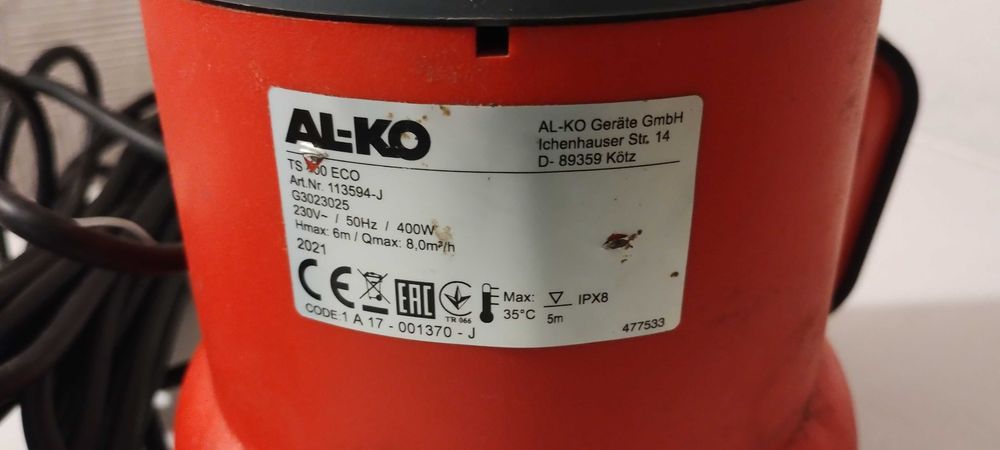 AL-KO
AL-KO Geräte GmbH
Ichenhauser Str. 14
D- 89359 Kötz
TS ECO
Art.Nr. 113594-J
G3023025
230V~ / 50Hz / 400W
Hmax: 6m / Qmax: 8,0m³/h
2021
CE
EAC
TR 066
Max:
35°C
5m
IPX8
CODE:1 A 17 - 001370 - J
477533